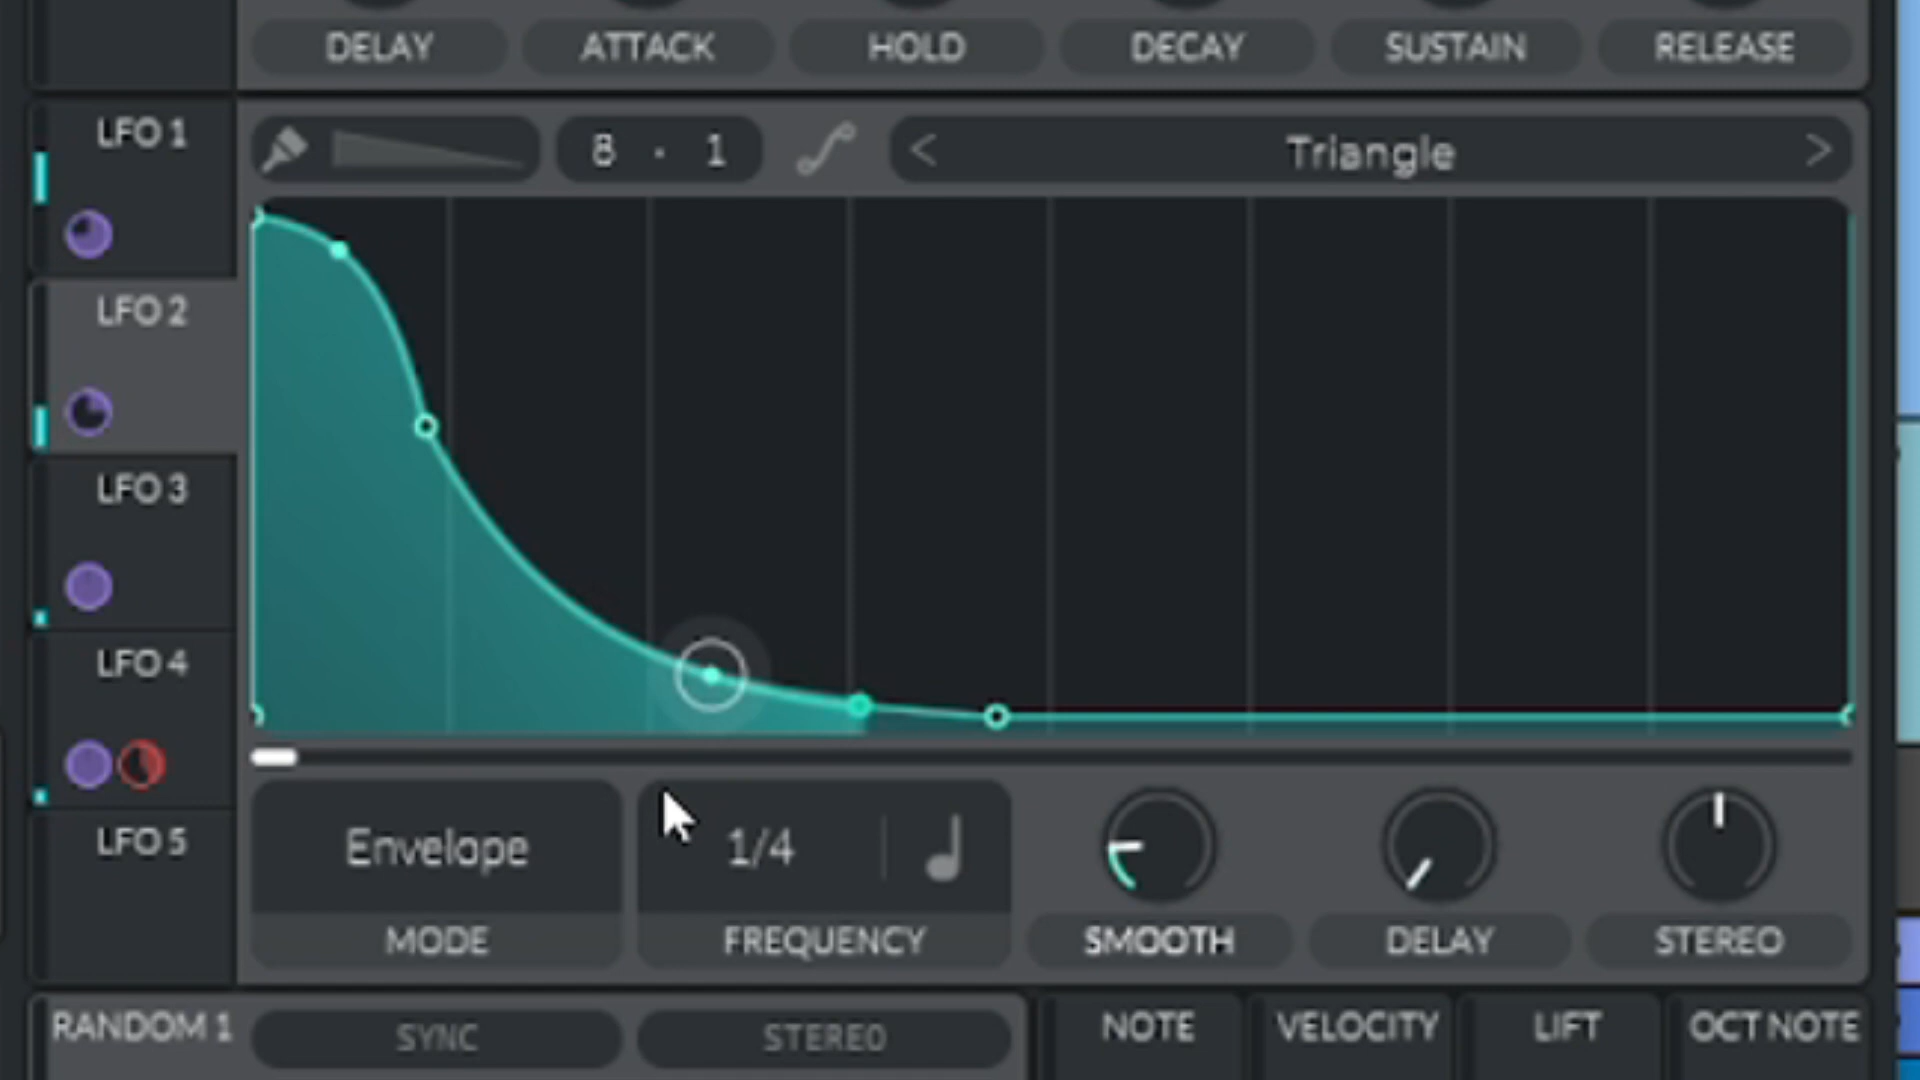 DELAY ATTACK HOLD DECAY SUSTAIN RELEASE
LFO 1
8 · 1 < Triangle >
LFO 2
LFO 3
LFO 4
LFO 5
Envelope 1/4
MODE FREQUENCY SMOOTH DELAY STEREO
RANDOM 1 SYNC STEREO NOTE VELOCITY LIFT OCT NOTE